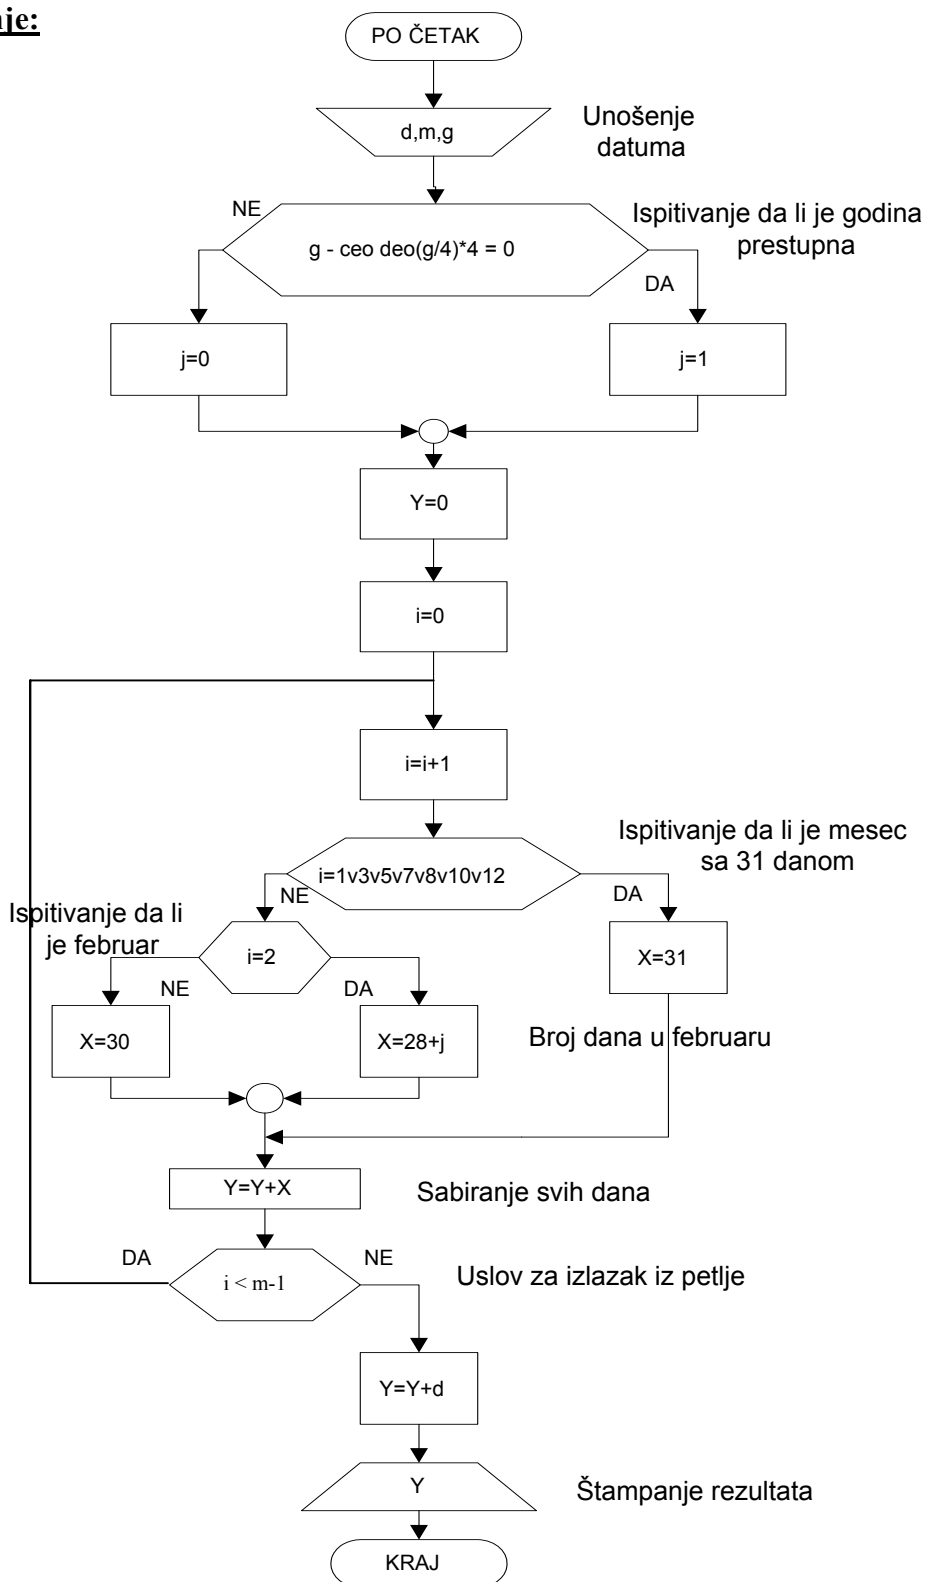 nje:
PO ČETAK
d,m,g
Unošenje
datuma
NE
Ispitivanje da li je godina
prestupna
g - ceo deo(g/4)*4 = 0
DA
j=0
j=1
Y=0
i=0
i=i+1
Ispitivanje da li je mesec
sa 31 danom
i=1v3v5v7v8v10v12
NE
DA
Ispitivanje da li
je februar
i=2
X=31
NE
DA
X=30
X=28+j
Broj dana u februaru
Y=Y+X
Sabiranje svih dana
DA
NE
i < m-1
Uslov za izlazak iz petlje
Y=Y+d
Y
Štampanje rezultata
KRAJ